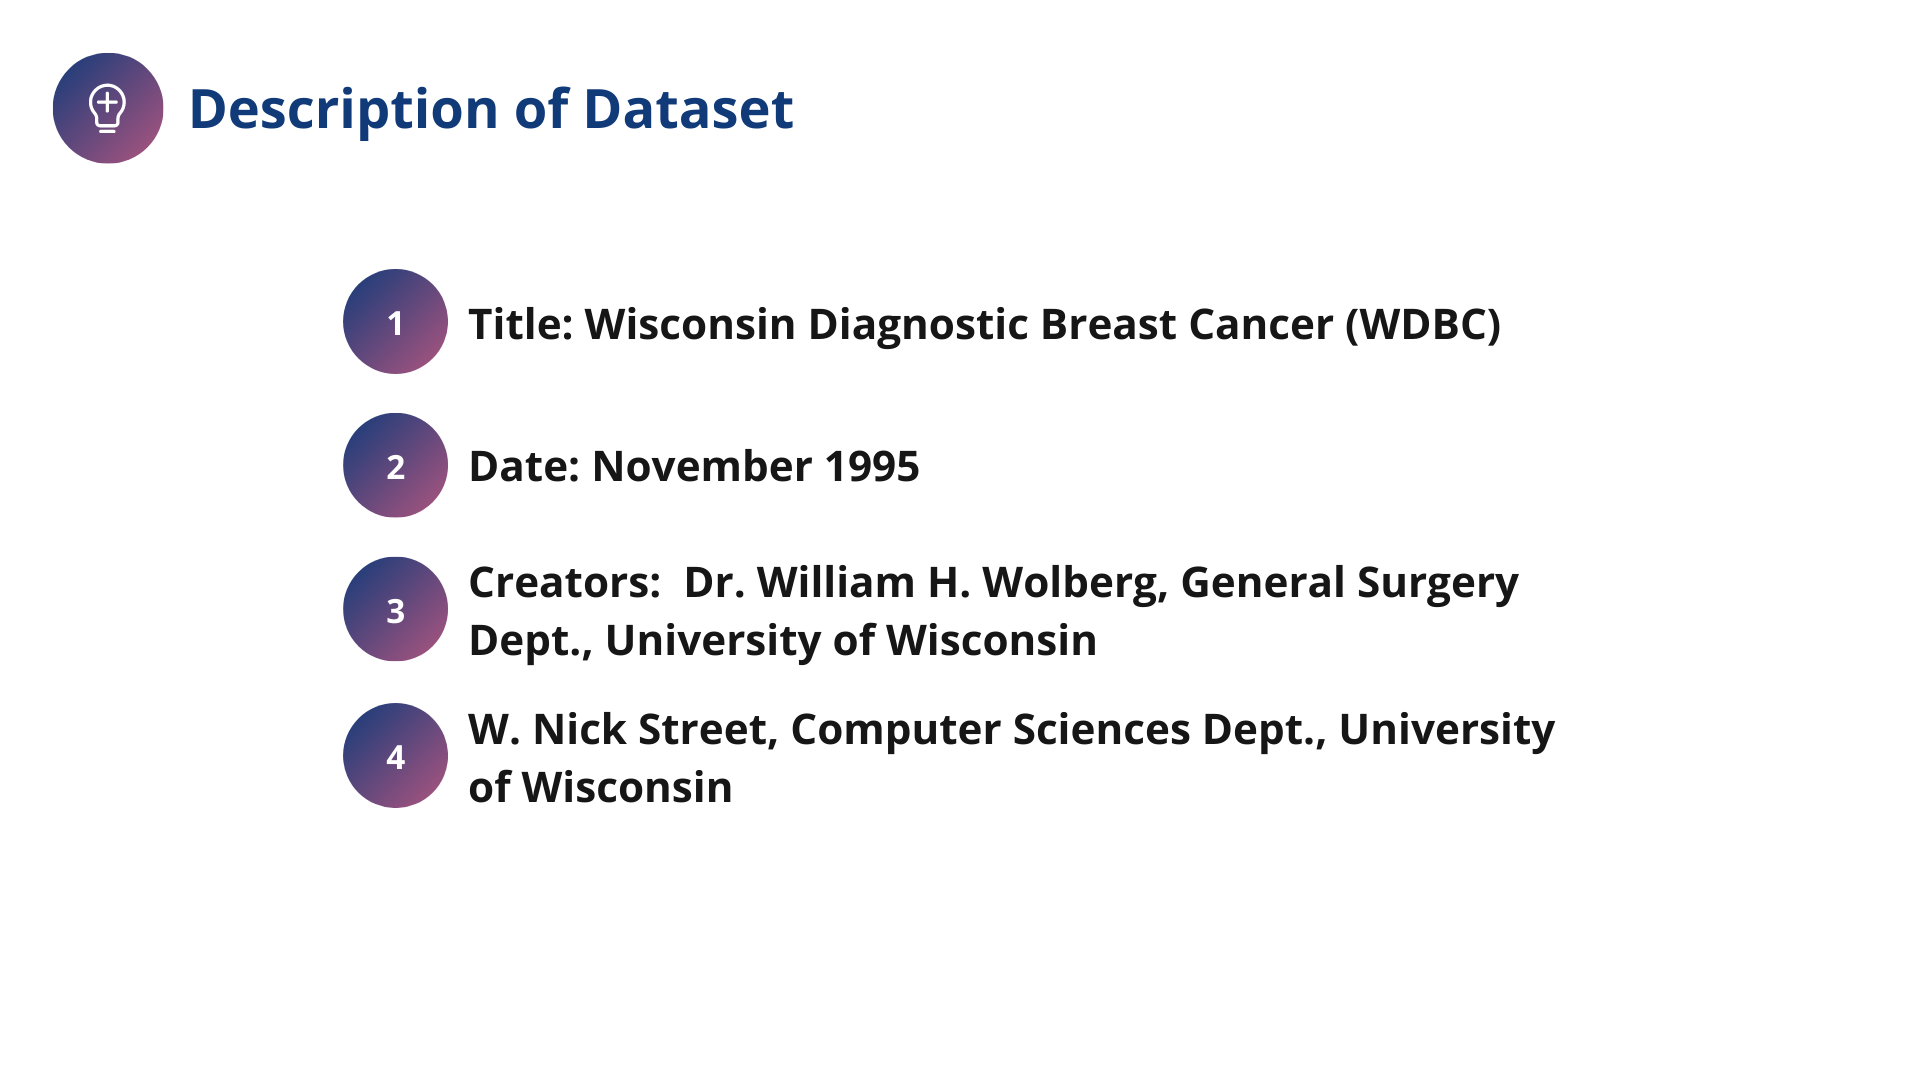 Description of Dataset
1
Title: Wisconsin Diagnostic Breast Cancer (WDBC)
2
Date: November 1995
3
Creators:  Dr. William H. Wolberg, General Surgery
Dept., University of Wisconsin
4
W. Nick Street, Computer Sciences Dept., University
of Wisconsin